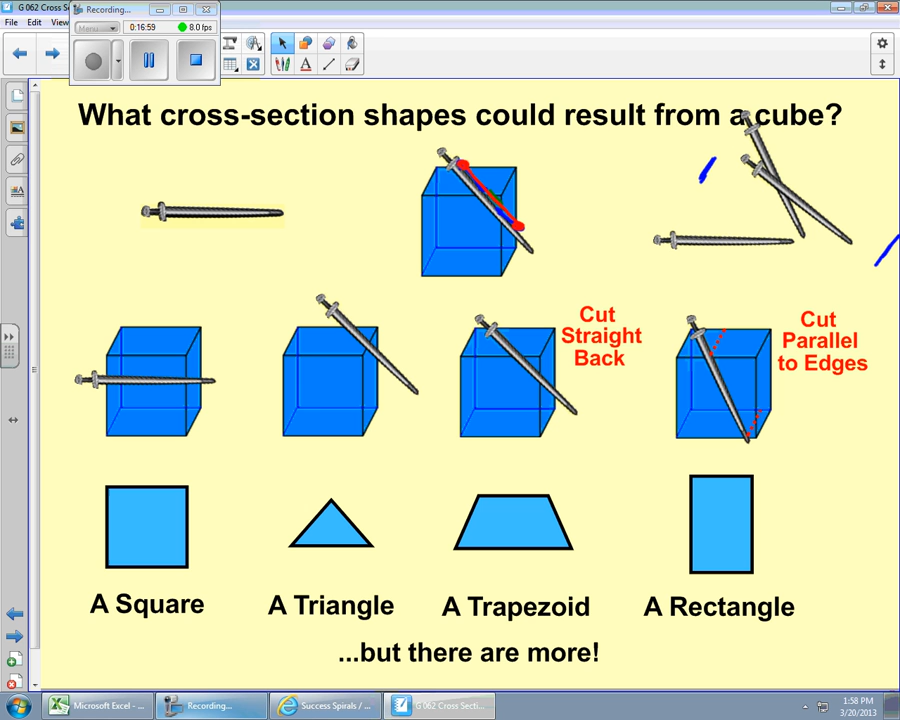 G 062 Cross Se
Recording...
File Edit View
Menu
0:16:59 8.0 fps
What cross-section shapes could result from a cube?
Cut
Straight
Back
Cut
Parallel
to Edges
A Square
A Triangle
A Trapezoid
A Rectangle
...but there are more!
Microsoft Excel - ...
Recording...
Success Spirals / ...
G 062 Cross Secti...
1:58 PM
3/20/2013